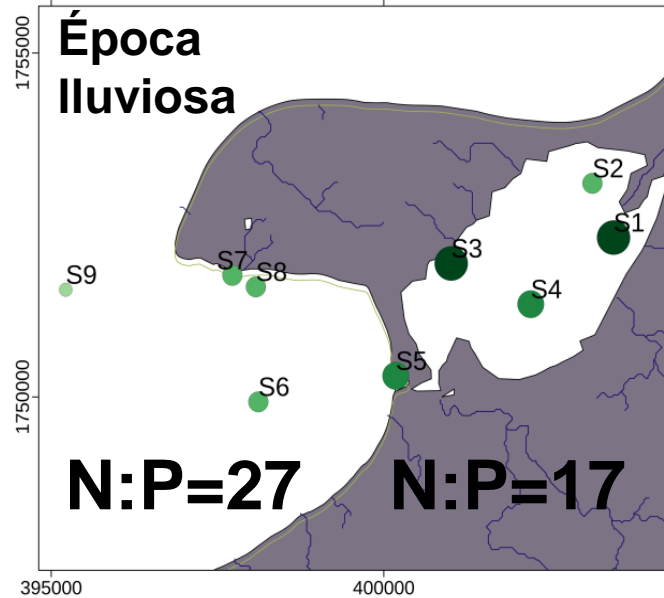 Época
lluviosa
1755000
1750000
S2
S1
S3
S4
S7
S8
S9
S5
S6
N:P=27
N:P=17
395000
400000